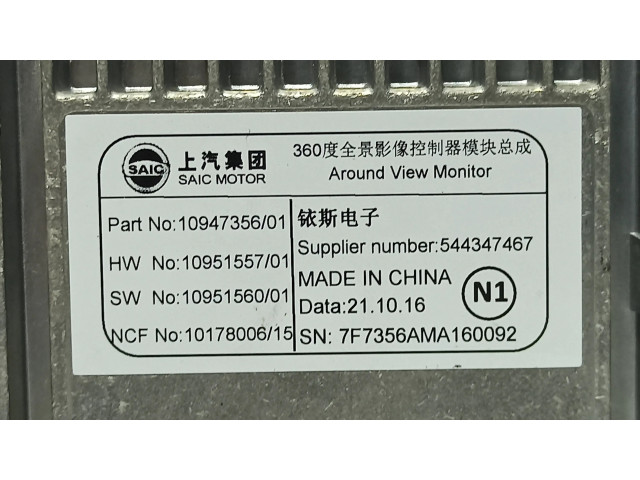 SAIC
上汽集团
SAIC MOTOR
360度全景影像控制器模块总成
Around View Monitor
Part No:10947356/01
HW No:10951557/01
SW No:10951560/01
NCF No:10178006/15
铱斯电子
Supplier number:544347467
MADE IN CHINA
Data:21.10.16
N1
SN: 7F7356AMA160092